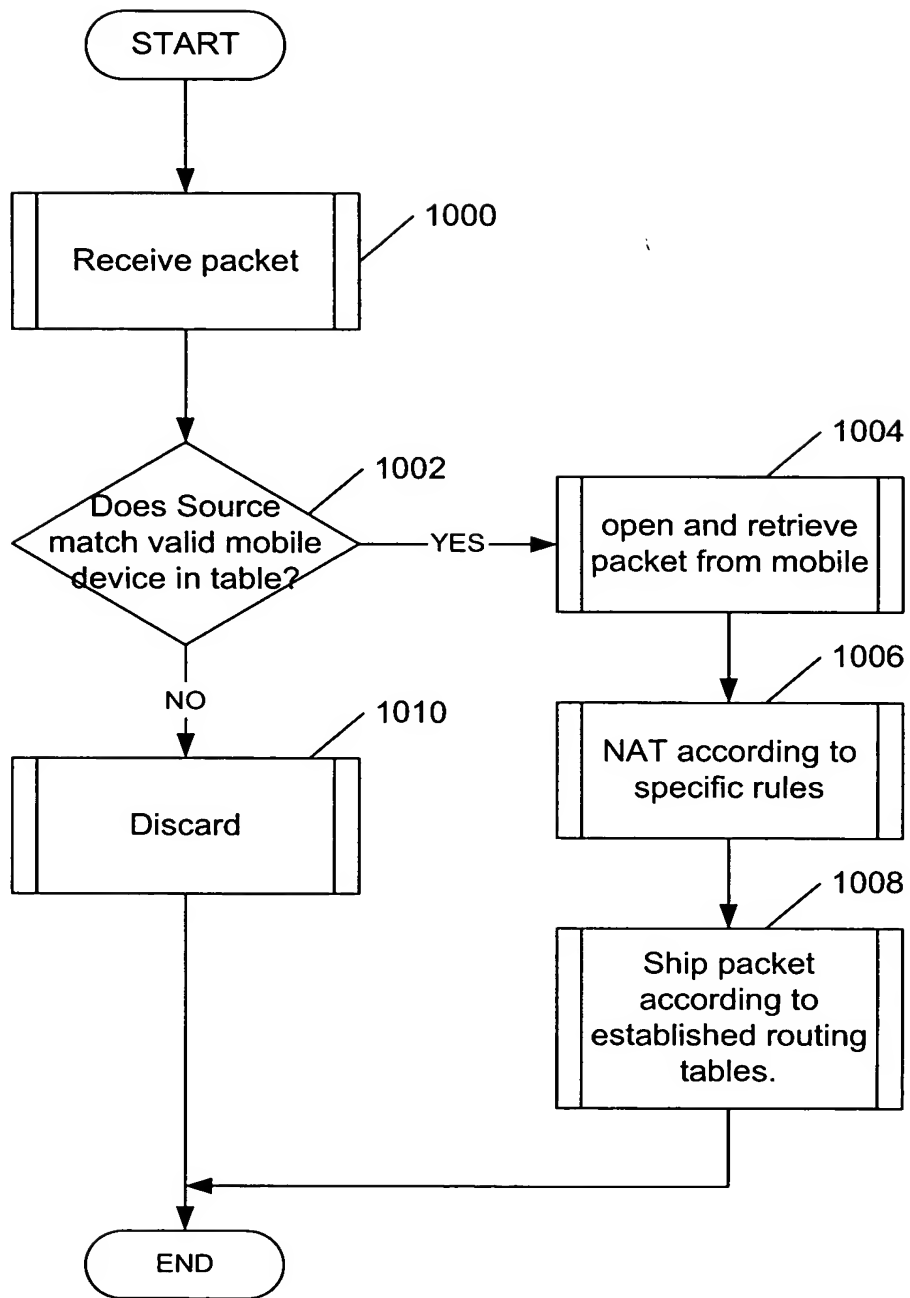 START
1000
Receive packet
1002
Does Source
match valid mobile
device in table?
YES
1004
open and retrieve
packet from mobile
1006
NAT according to
specific rules
NO
1010
Discard
1008
Ship packet
according to
established routing
tables.
END